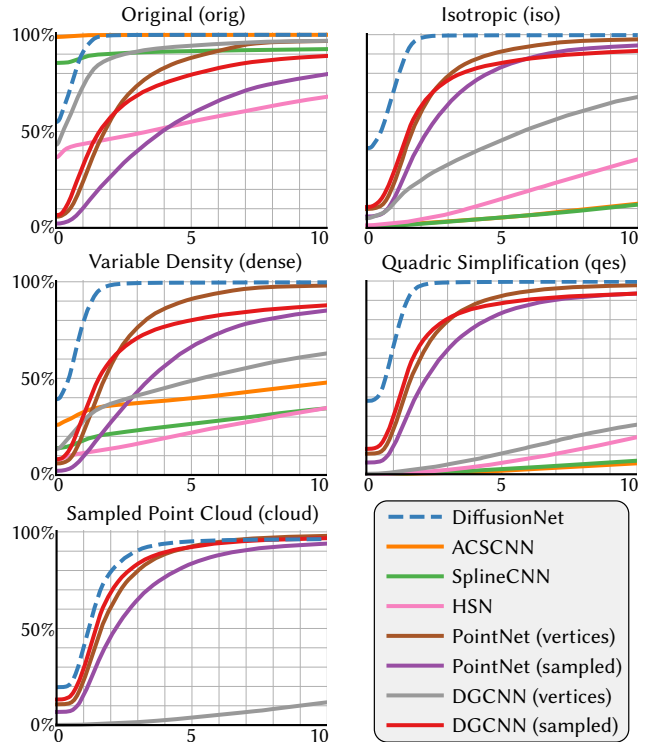 Original (orig)
100%
50%
0%
0
5
10
Isotropic (iso)
0
5
10
Variable Density (dense)
100%
50%
0%
0
5
10
Quadric Simplification (qes)
0
5
10
Sampled Point Cloud (cloud)
100%
50%
0%
0
5
10
DiffusionNet
ACSCNN
SplineCNN
HSN
PointNet (vertices)
PointNet (sampled)
DGCNN (vertices)
DGCNN (sampled)